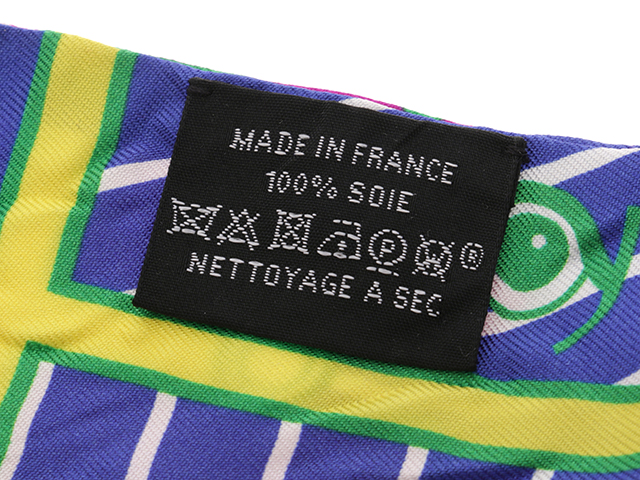 MADE IN FRANCE
100% SOIE
P ®
NETTOYAGE A SEC